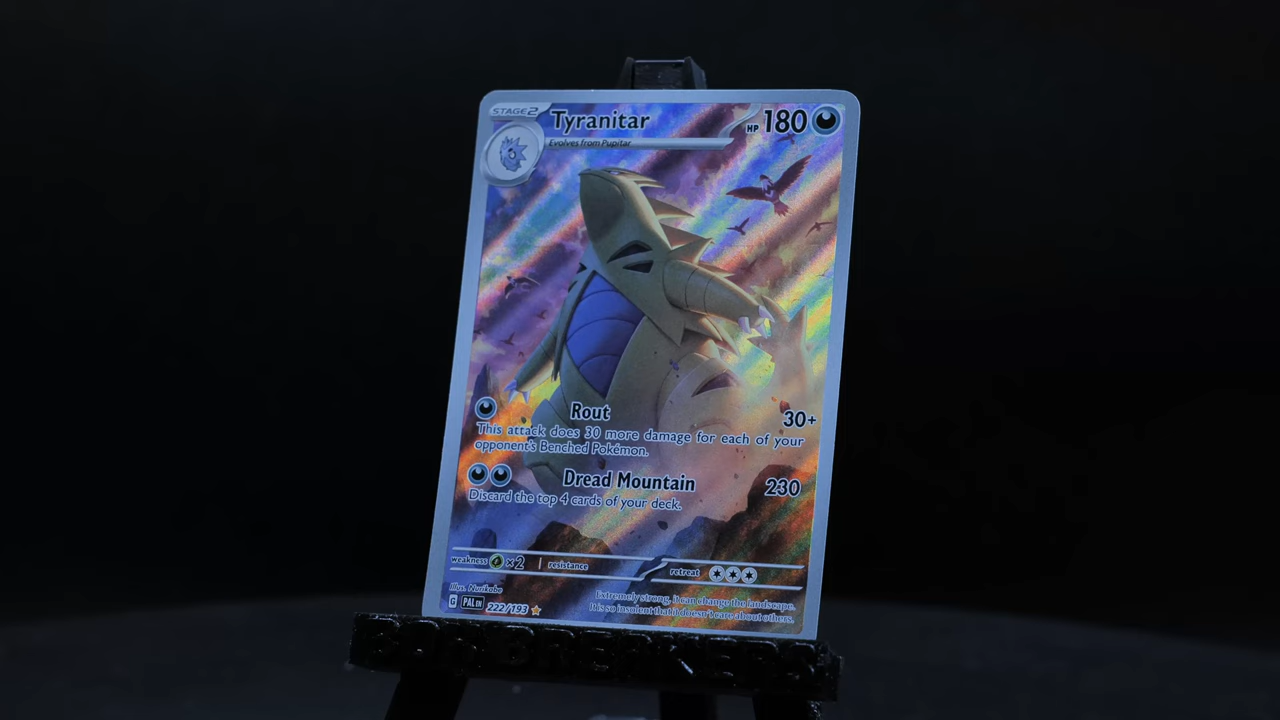 STAGE2 Tyranitar HP 180
Evolves from Pupitar
Rout 30+
This attack does 30 more damage for each of your
opponent's Benched Pokémon.
Dread Mountain 230
Discard the top 4 cards of your deck.
weakness ×2 resistance retreat
Illus. Nurikabe
G PAL EN 222/193
Extremely strong, it can change the landscape.
It is so insolent that it doesn't care about others.